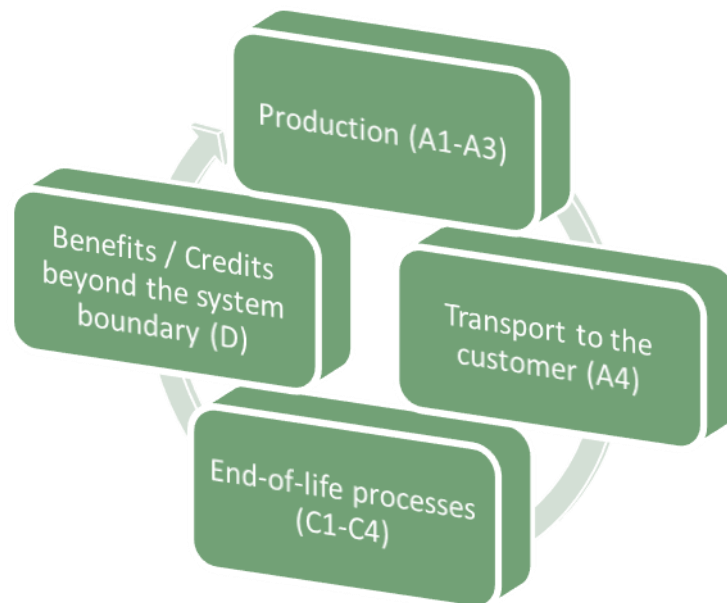 Production (A1-A3)
Transport to the
customer (A4)
End-of-life processes
(C1-C4)
Benefits / Credits
beyond the system
boundary (D)